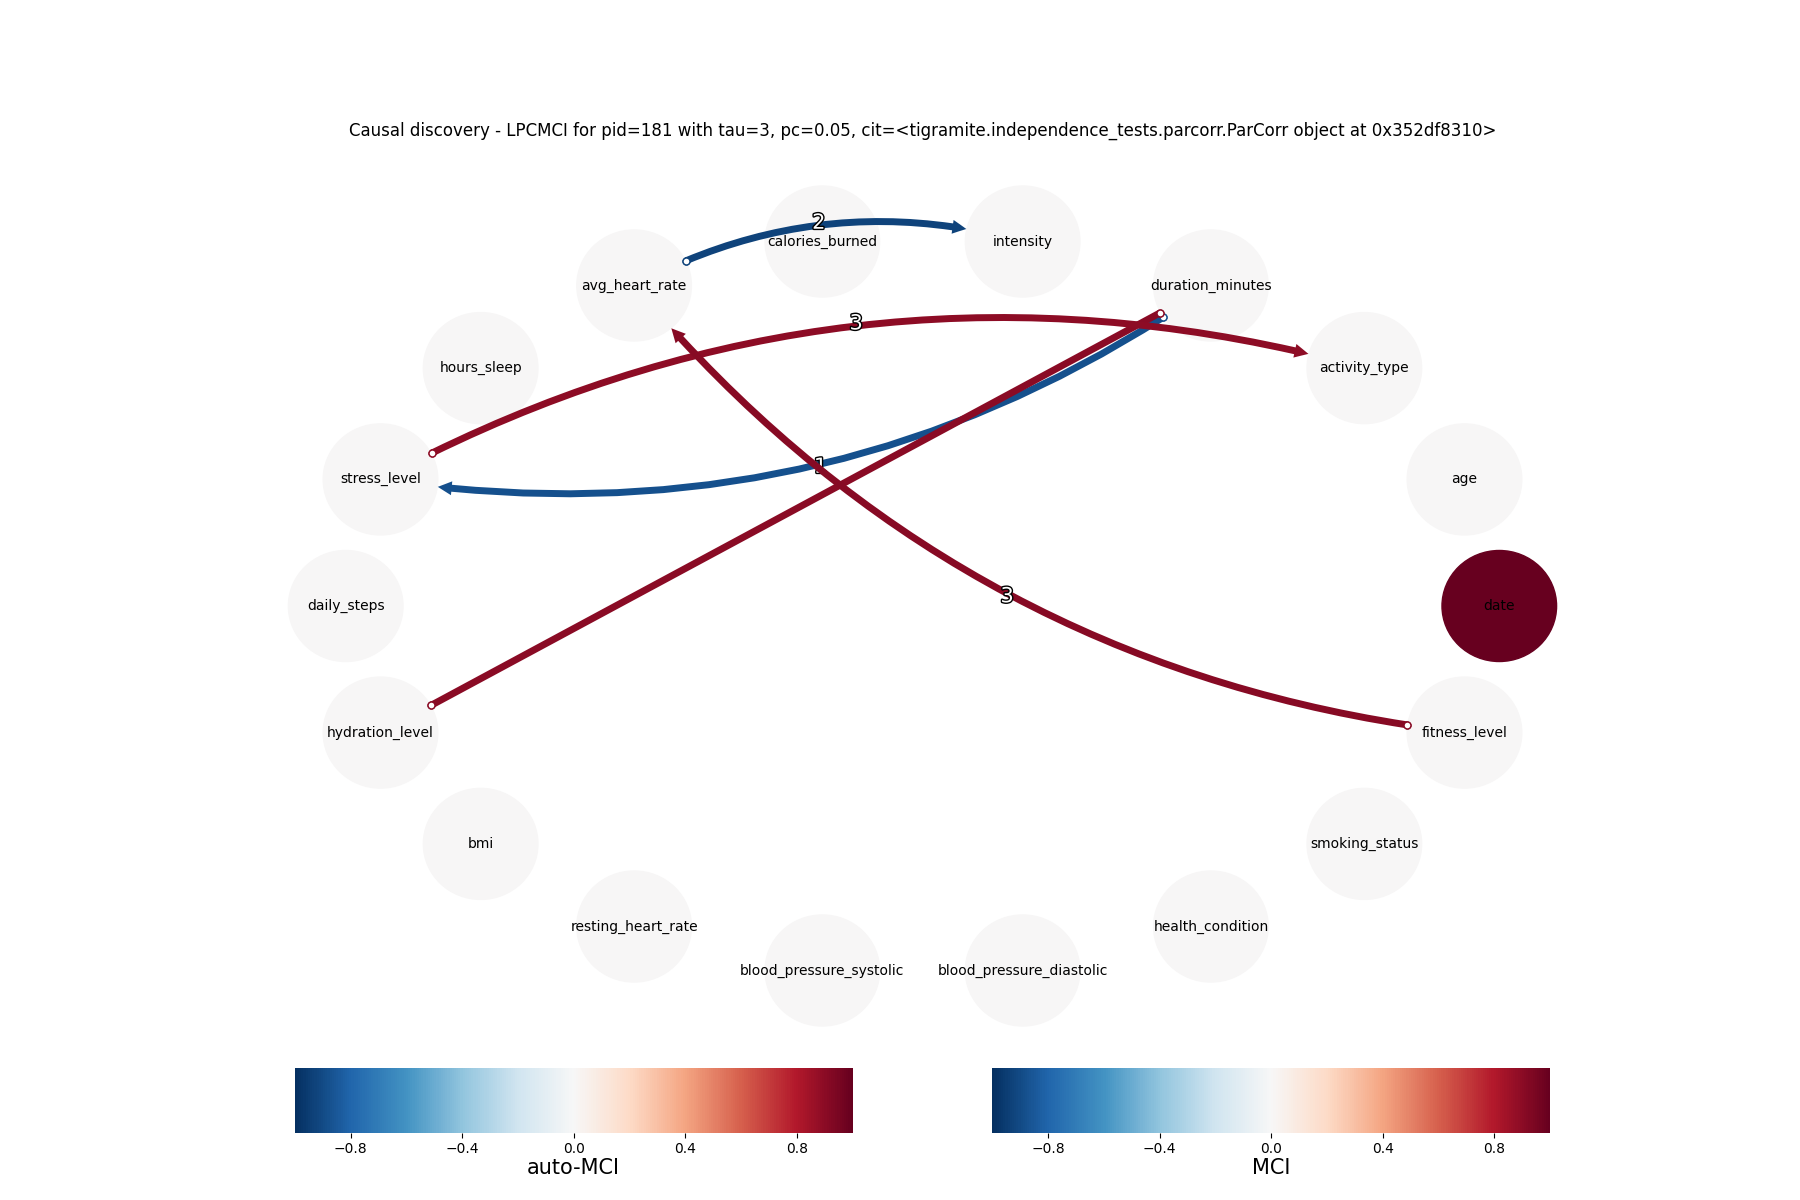 Causal discovery - LPCMCI for pid=181 with tau=3, pc=0.05, cit=<tigramite.independence_tests.parcorr.ParCorr object at 0x352df8310>
2
calories_burned
intensity
avg_heart_rate
duration_minutes
3
hours_sleep
activity_type
1
stress_level
age
3
daily_steps
date
hydration_level
fitness_level
bmi
smoking_status
resting_heart_rate
health_condition
blood_pressure_systolic
blood_pressure_diastolic
−0.8 −0.4 0.0 0.4 0.8
auto-MCI
−0.8 −0.4 0.0 0.4 0.8
MCI